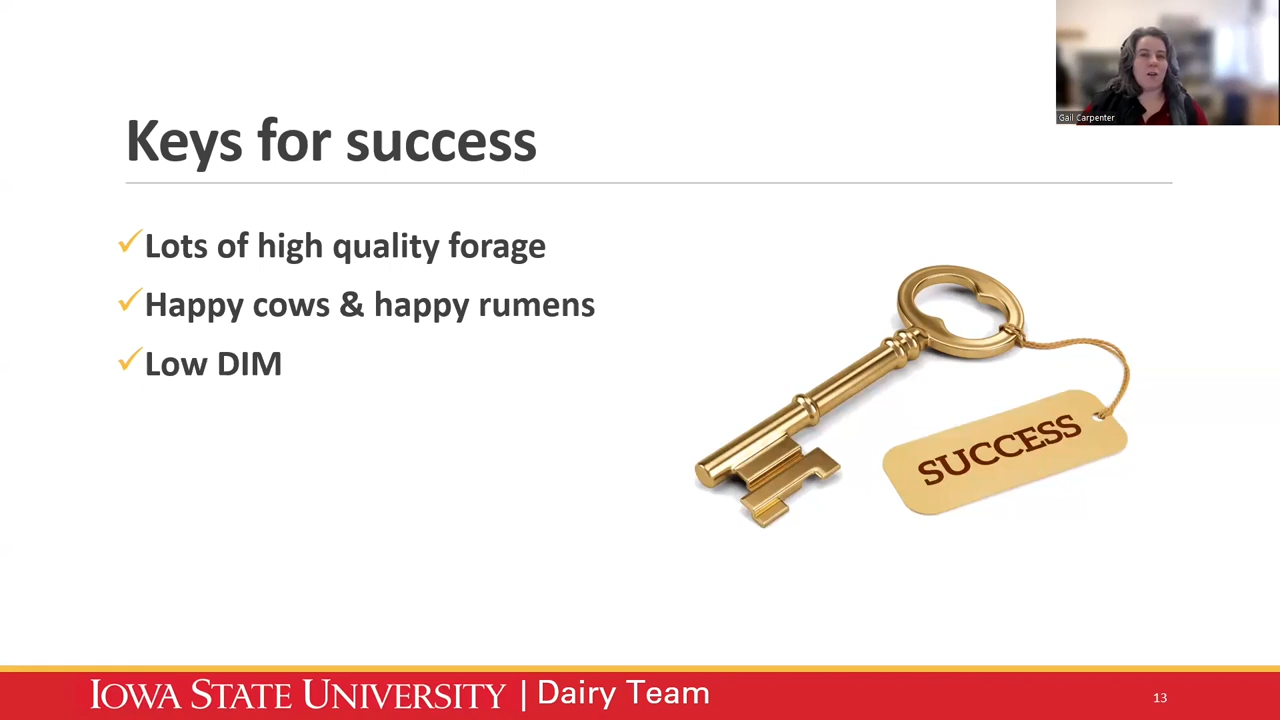 Gail Carpenter
Keys for success
✓Lots of high quality forage
✓Happy cows & happy rumens
✓Low DIM
SUCCESS
IOWA STATE UNIVERSITY | Dairy Team
13